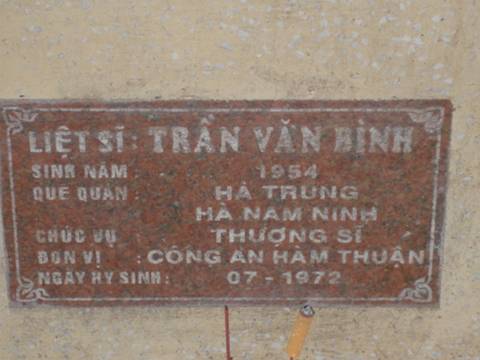 LIỆT SĨ : TRẦN VĂN BÌNH
SINH NĂM : 1954
QUÊ QUÁN : HÀ TRUNG
HÀ NAM NINH
CHỨC VỤ : THƯỢNG SĨ
ĐƠN VỊ : CÔNG AN HÀM THUẬN
NGÀY HY SINH : 07 - 1972